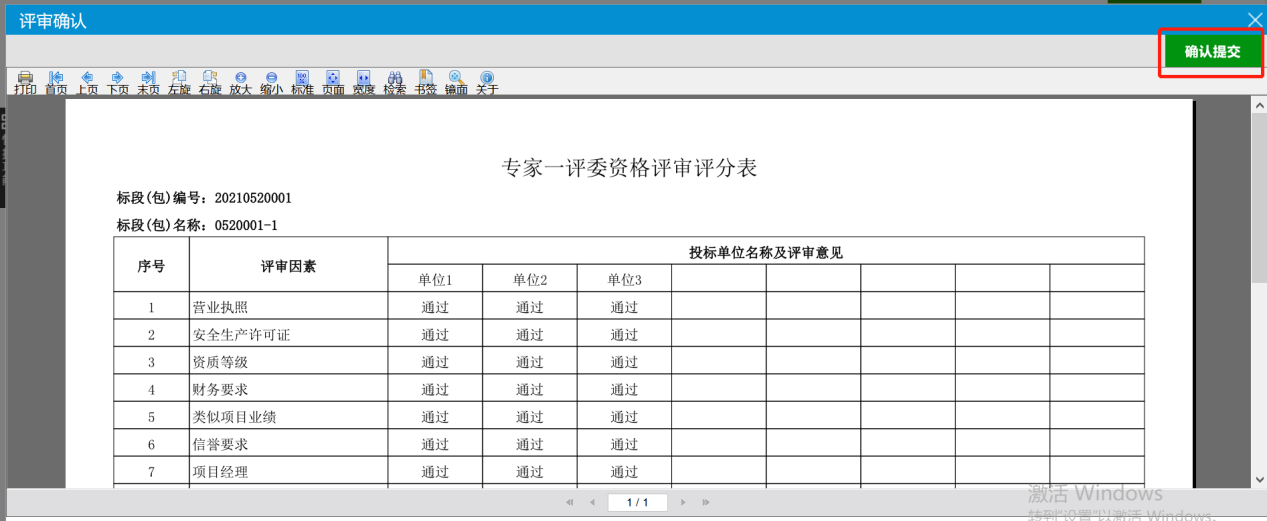 评审确认
确认提交
打印 首页 上页 下页 末页 左旋 右旋 放大 缩小 标准 页面 宽度 检索 书签 镜面 关于
专家一评委资格评审评分表
标段(包)编号：20210520001
标段(包)名称：0520001-1
序号 评审因素 投标单位名称及评审意见
单位1 单位2 单位3
1 营业执照 通过 通过 通过
2 安全生产许可证 通过 通过 通过
3 资质等级 通过 通过 通过
4 财务要求 通过 通过 通过
5 类似项目业绩 通过 通过 通过
6 信誉要求 通过 通过 通过
7 项目经理 通过 通过 通过
1 / 1
激活 Windows
转到"设置"以激活 Windows。